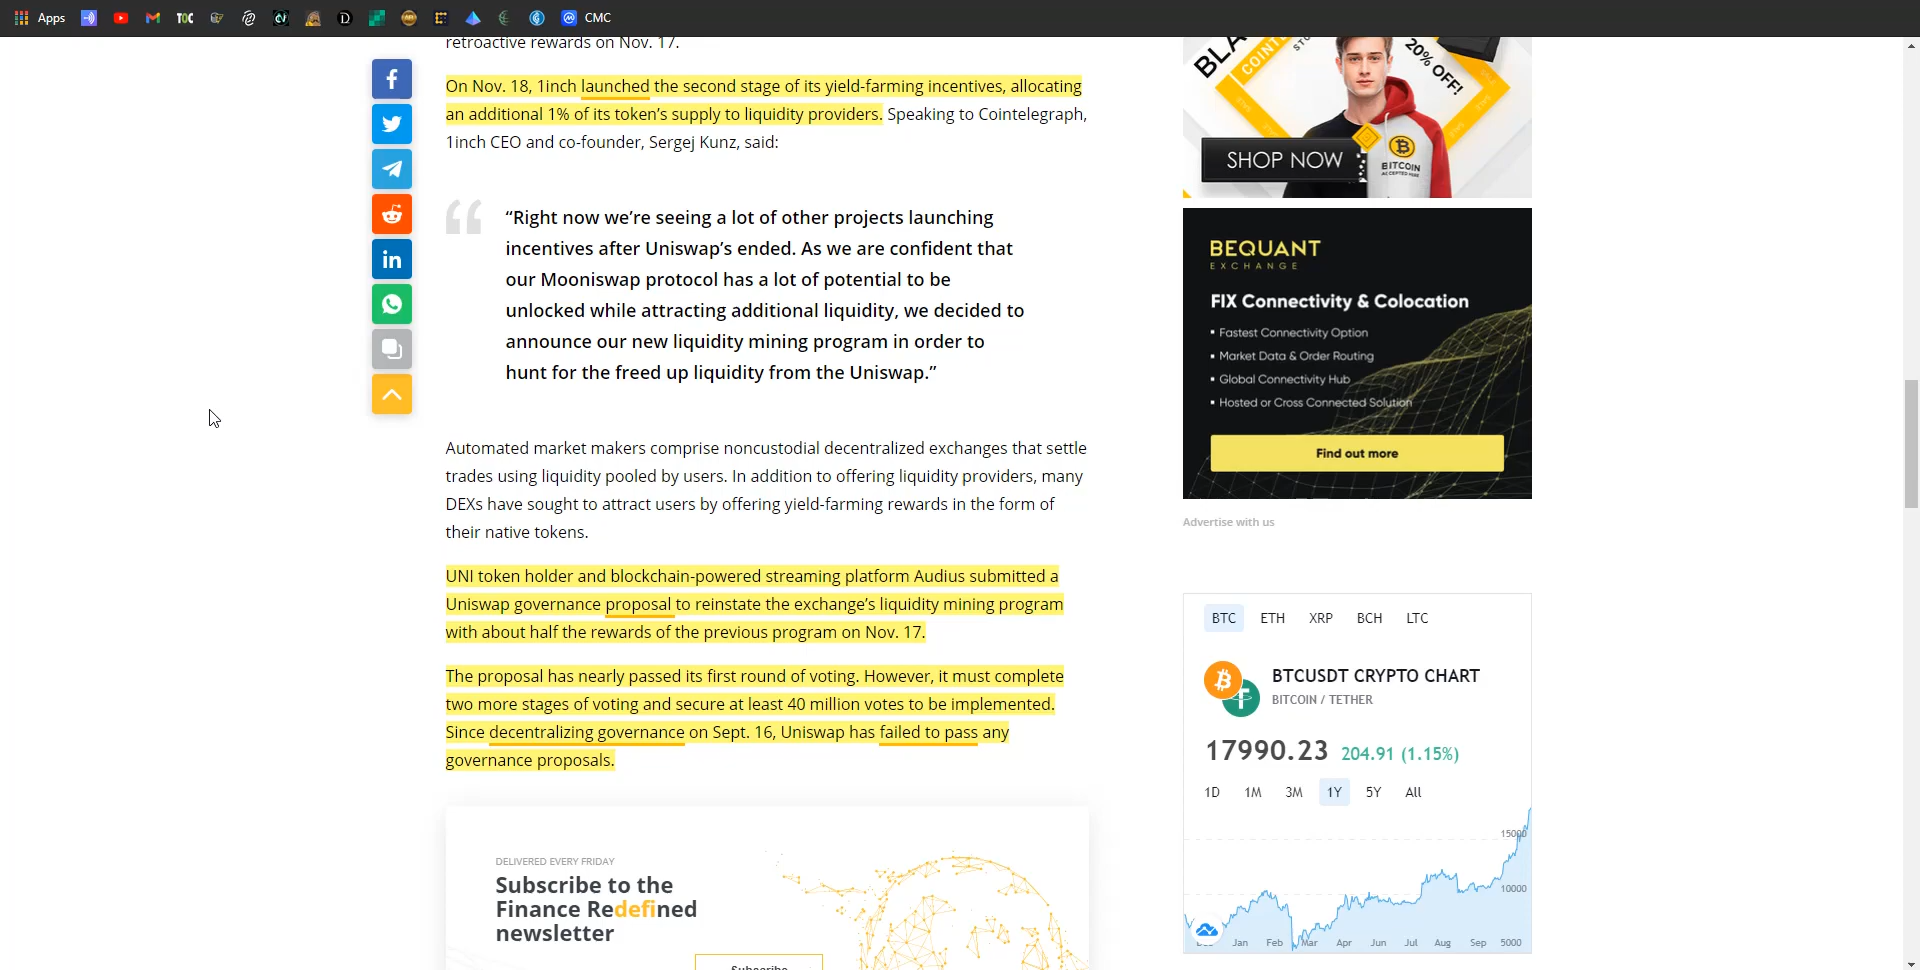 Apps
TOC
CMC
retroactive rewards on Nov. 17.
On Nov. 18, 1inch launched the second stage of its yield-farming incentives, allocating
an additional 1% of its token’s supply to liquidity providers. Speaking to Cointelegraph,
1inch CEO and co-founder, Sergej Kunz, said:
“Right now we’re seeing a lot of other projects launching
incentives after Uniswap’s ended. As we are confident that
our Mooniswap protocol has a lot of potential to be
unlocked while attracting additional liquidity, we decided to
announce our new liquidity mining program in order to
hunt for the freed up liquidity from the Uniswap.”
Automated market makers comprise noncustodial decentralized exchanges that settle
trades using liquidity pooled by users. In addition to offering liquidity providers, many
DEXs have sought to attract users by offering yield-farming rewards in the form of
their native tokens.
UNI token holder and blockchain-powered streaming platform Audius submitted a
Uniswap governance proposal to reinstate the exchange’s liquidity mining program
with about half the rewards of the previous program on Nov. 17.
The proposal has nearly passed its first round of voting. However, it must complete
two more stages of voting and secure at least 40 million votes to be implemented.
Since decentralizing governance on Sept. 16, Uniswap has failed to pass any
governance proposals.
DELIVERED EVERY FRIDAY
Subscribe to the
Finance Redefined
newsletter
Subscribe
20% OFF!
SHOP NOW
BITCOIN
ACCEPTED HERE
BEQUANT
EXCHANGE
FIX Connectivity & Colocation
▪ Fastest Connectivity Option
▪ Market Data & Order Routing
▪ Global Connectivity Hub
▪ Hosted or Cross Connected Solution
Find out more
Advertise with us
BTC ETH XRP BCH LTC
BTCUSDT CRYPTO CHART
BITCOIN / TETHER
17990.23 204.91 (1.15%)
1D 1M 3M 1Y 5Y All
15000
10000
Jan Feb Mar Apr Jun Jul Aug Sep 5000